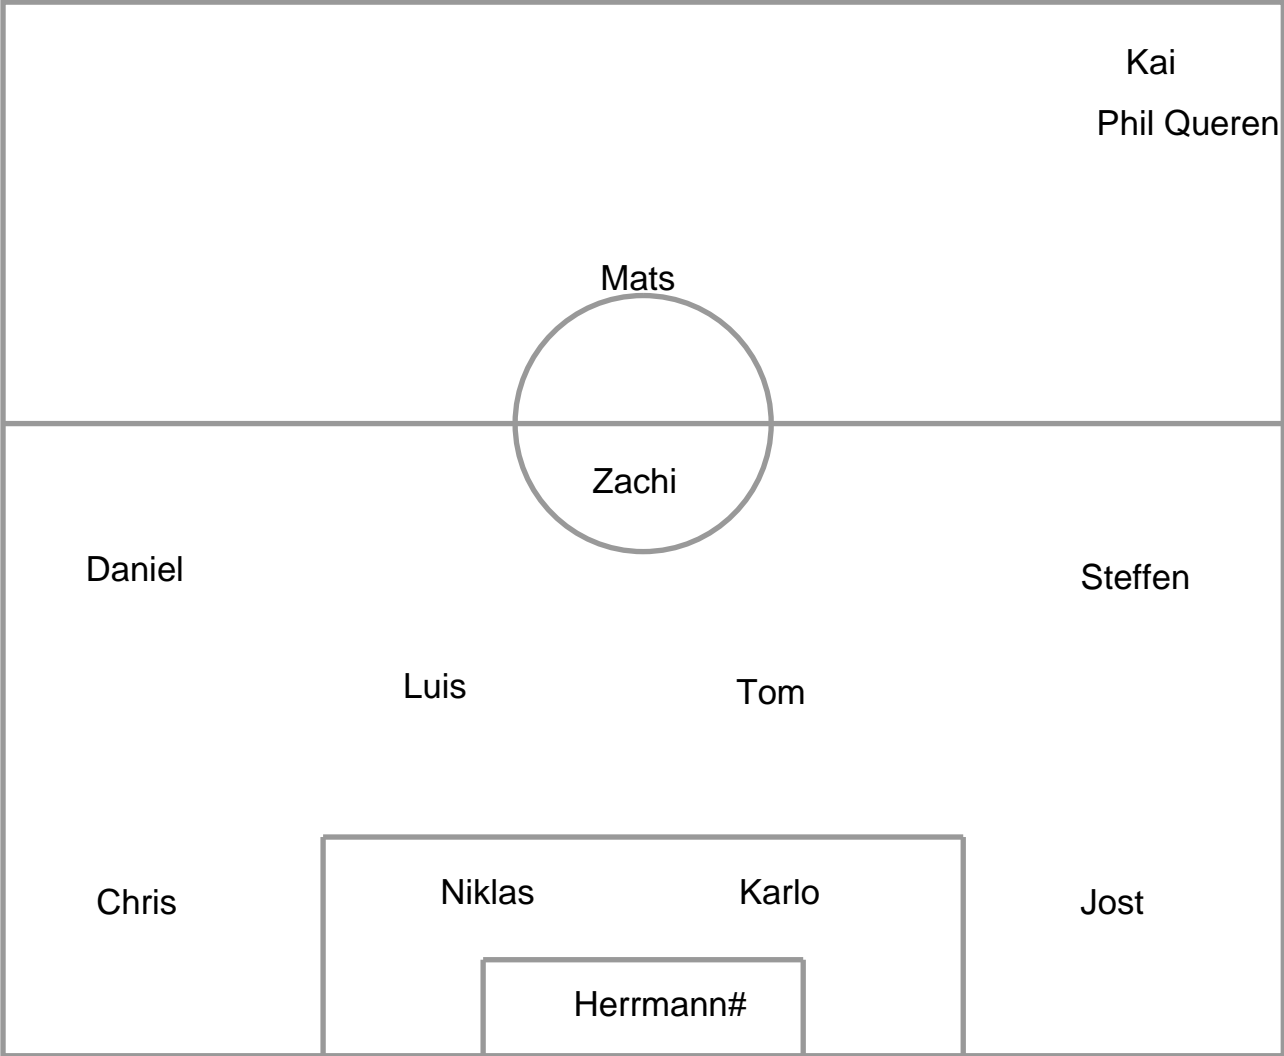 Kai
Phil Queren
Mats
Zachi
Daniel
Steffen
Luis
Tom
Niklas
Karlo
Chris
Jost
Herrmann#